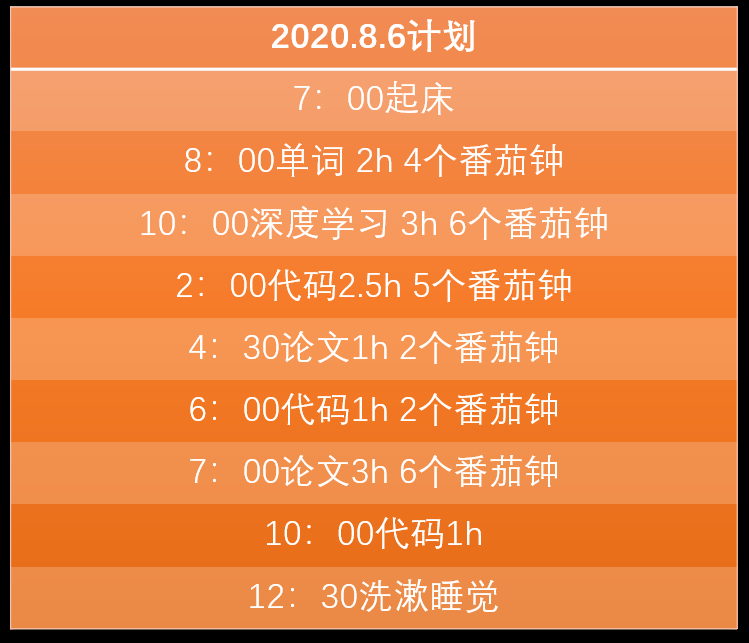 2020.8.6计划
7：00起床
8：00单词 2h 4个番茄钟
10：00深度学习 3h 6个番茄钟
2：00代码2.5h 5个番茄钟
4：30论文1h 2个番茄钟
6：00代码1h 2个番茄钟
7：00论文3h 6个番茄钟
10：00代码1h
12：30洗漱睡觉